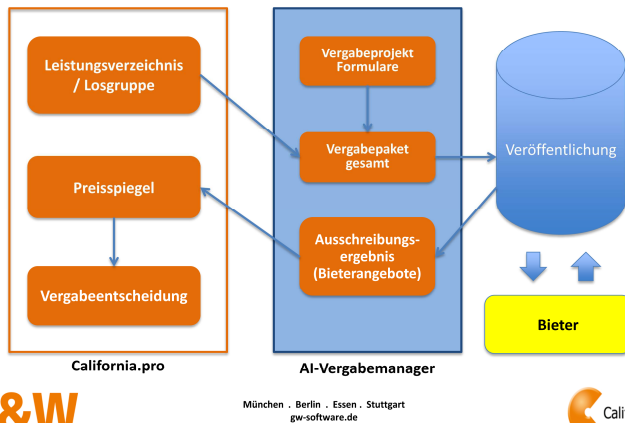 Leistungsverzeichnis
/ Losgruppe
Preisspiegel
Vergabeentscheidung
California.pro
Vergabeprojekt
Formulare
Vergabepaket
gesamt
Ausschreibungs-
ergebnis
(Bieterangebote)
AI-Vergabemanager
Veröffentlichung
Bieter
&W
München . Berlin . Essen . Stuttgart
gw-software.de
Calif